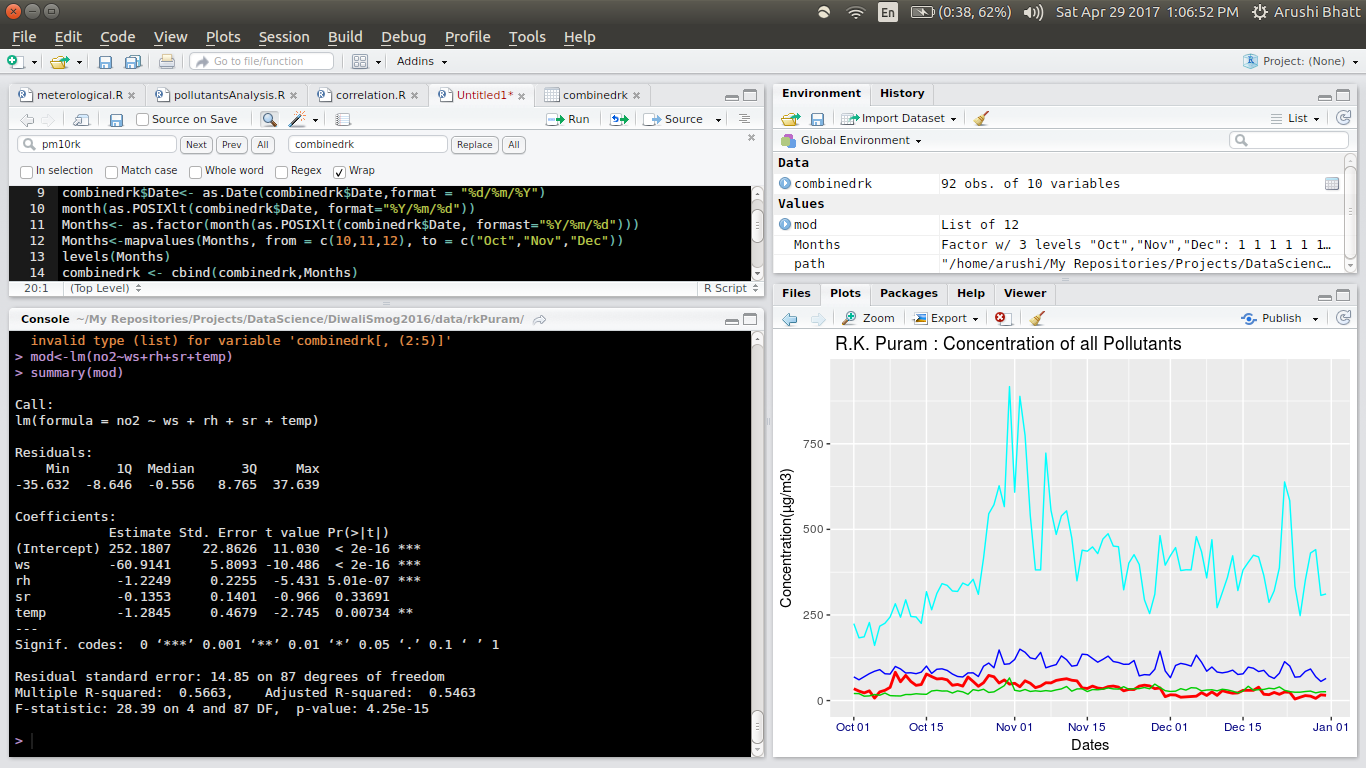 En (0:38, 62%) Sat Apr 29 2017 1:06:52 PM Arushi Bhatt
File Edit Code View Plots Session Build Debug Profile Tools Help
Go to file/function Addins Project: (None)
meterological.R pollutantsAnalysis.R correlation.R Untitled1* combinedrk
Source on Save Run Source
pm10rk Next Prev All combinedrk Replace All
In selection Match case Whole word Regex Wrap
9 combinedrk$Date<- as.Date(combinedrk$Date,format = "%d/%m/%Y")
10 month(as.POSIXlt(combinedrk$Date, format="%Y/%m/%d"))
11 Months<- as.factor(month(as.POSIXlt(combinedrk$Date, formast="%Y/%m/%d")))
12 Months<-mapvalues(Months, from = c(10,11,12), to = c("Oct","Nov","Dec"))
13 levels(Months)
14 combinedrk <- cbind(combinedrk,Months)
20:1 (Top Level) R Script
Console ~/My Repositories/Projects/DataScience/DiwaliSmog2016/data/rkPuram/
invalid type (list) for variable 'combinedrk[, (2:5)]'
> mod<-lm(no2~ws+rh+sr+temp)
> summary(mod)
Call:
lm(formula = no2 ~ ws + rh + sr + temp)
Residuals:
Min 1Q Median 3Q Max
-35.632 -8.646 -0.556 8.765 37.639
Coefficients:
Estimate Std. Error t value Pr(>|t|)
(Intercept) 252.1807 22.8626 11.030 < 2e-16 ***
ws -60.9141 5.8093 -10.486 < 2e-16 ***
rh -1.2249 0.2255 -5.431 5.01e-07 ***
sr -0.1353 0.1401 -0.966 0.33691
temp -1.2845 0.4679 -2.745 0.00734 **
---
Signif. codes: 0 ‘***’ 0.001 ‘**’ 0.01 ‘*’ 0.05 ‘.’ 0.1 ‘ ’ 1
Residual standard error: 14.85 on 87 degrees of freedom
Multiple R-squared: 0.5663, Adjusted R-squared: 0.5463
F-statistic: 28.39 on 4 and 87 DF, p-value: 4.25e-15
>
Environment History
Import Dataset List
Global Environment
Data
combinedrk 92 obs. of 10 variables
Values
mod List of 12
Months Factor w/ 3 levels "Oct","Nov","Dec": 1 1 1 1 1 1…
path "/home/arushi/My Repositories/Projects/DataScienc…
Files Plots Packages Help Viewer
Zoom Export Publish
R.K. Puram : Concentration of all Pollutants
Concentration(µg/m3)
750
500
250
0
Oct 01 Oct 15 Nov 01 Nov 15 Dec 01 Dec 15 Jan 01
Dates